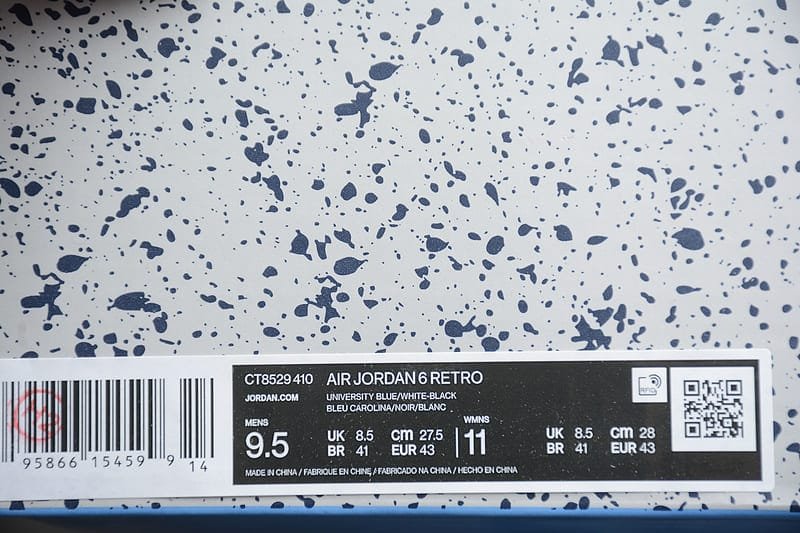 CT8529 410 AIR JORDAN 6 RETRO
JORDAN.COM UNIVERSITY BLUE/WHITE-BLACK
BLEU CAROLINA/NOIR/BLANC
RFID
MENS WMNS
9.5 UK 8.5 cm 27.5 11 UK 8.5 cm 28
BR 41 EUR 43 BR 41 EUR 43
MADE IN CHINA / FABRIQUE EN CHINE / FABRICADO NA CHINA / HECHO EN CHINA
95866 15459 9 14